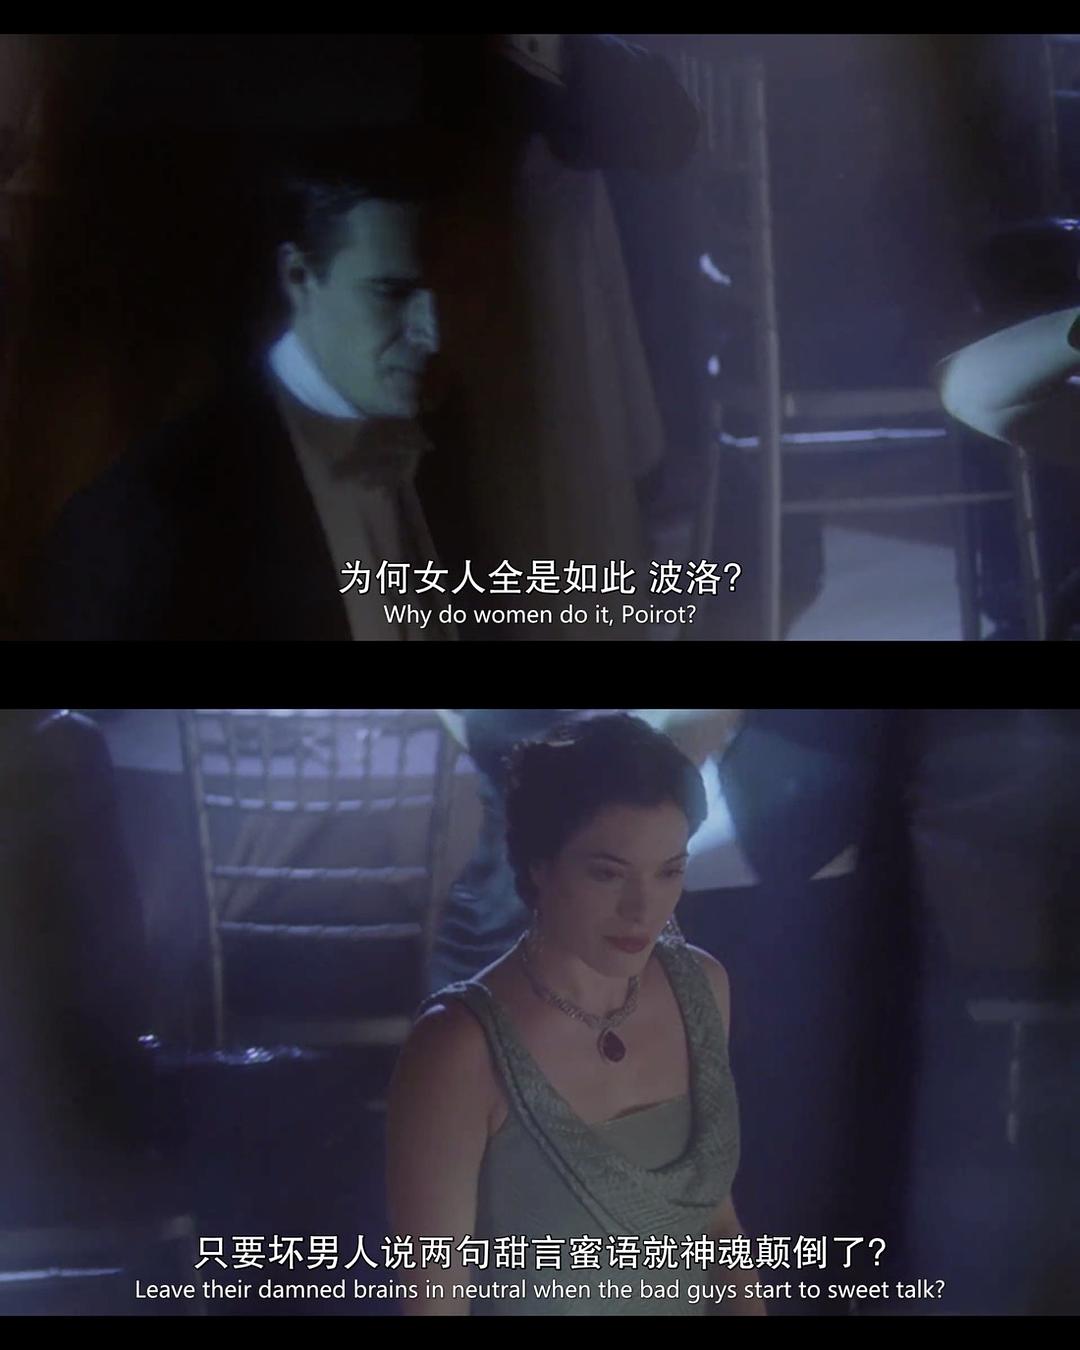 为何女人全是如此 波洛?
Why do women do it, Poirot?
只要坏男人说两句甜言蜜语就神魂颠倒了?
Leave their damned brains in neutral when the bad guys start to sweet talk?